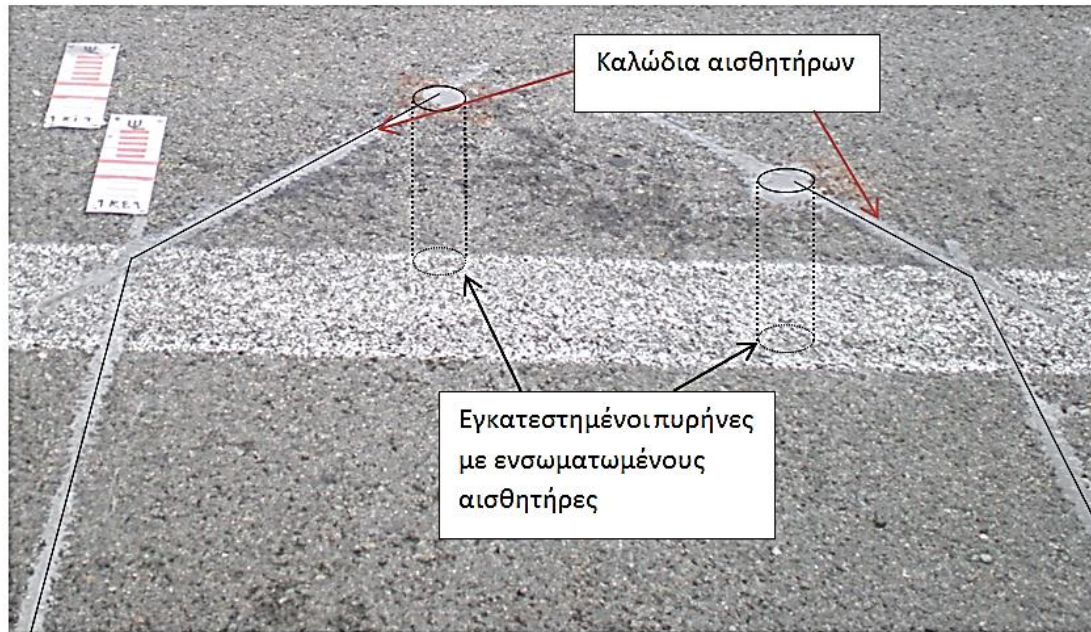 Καλώδια αισθητήρων
Ψ
Ψ
Εγκατεστημένοι πυρήνες
με ενσωματωμένους
αισθητήρες